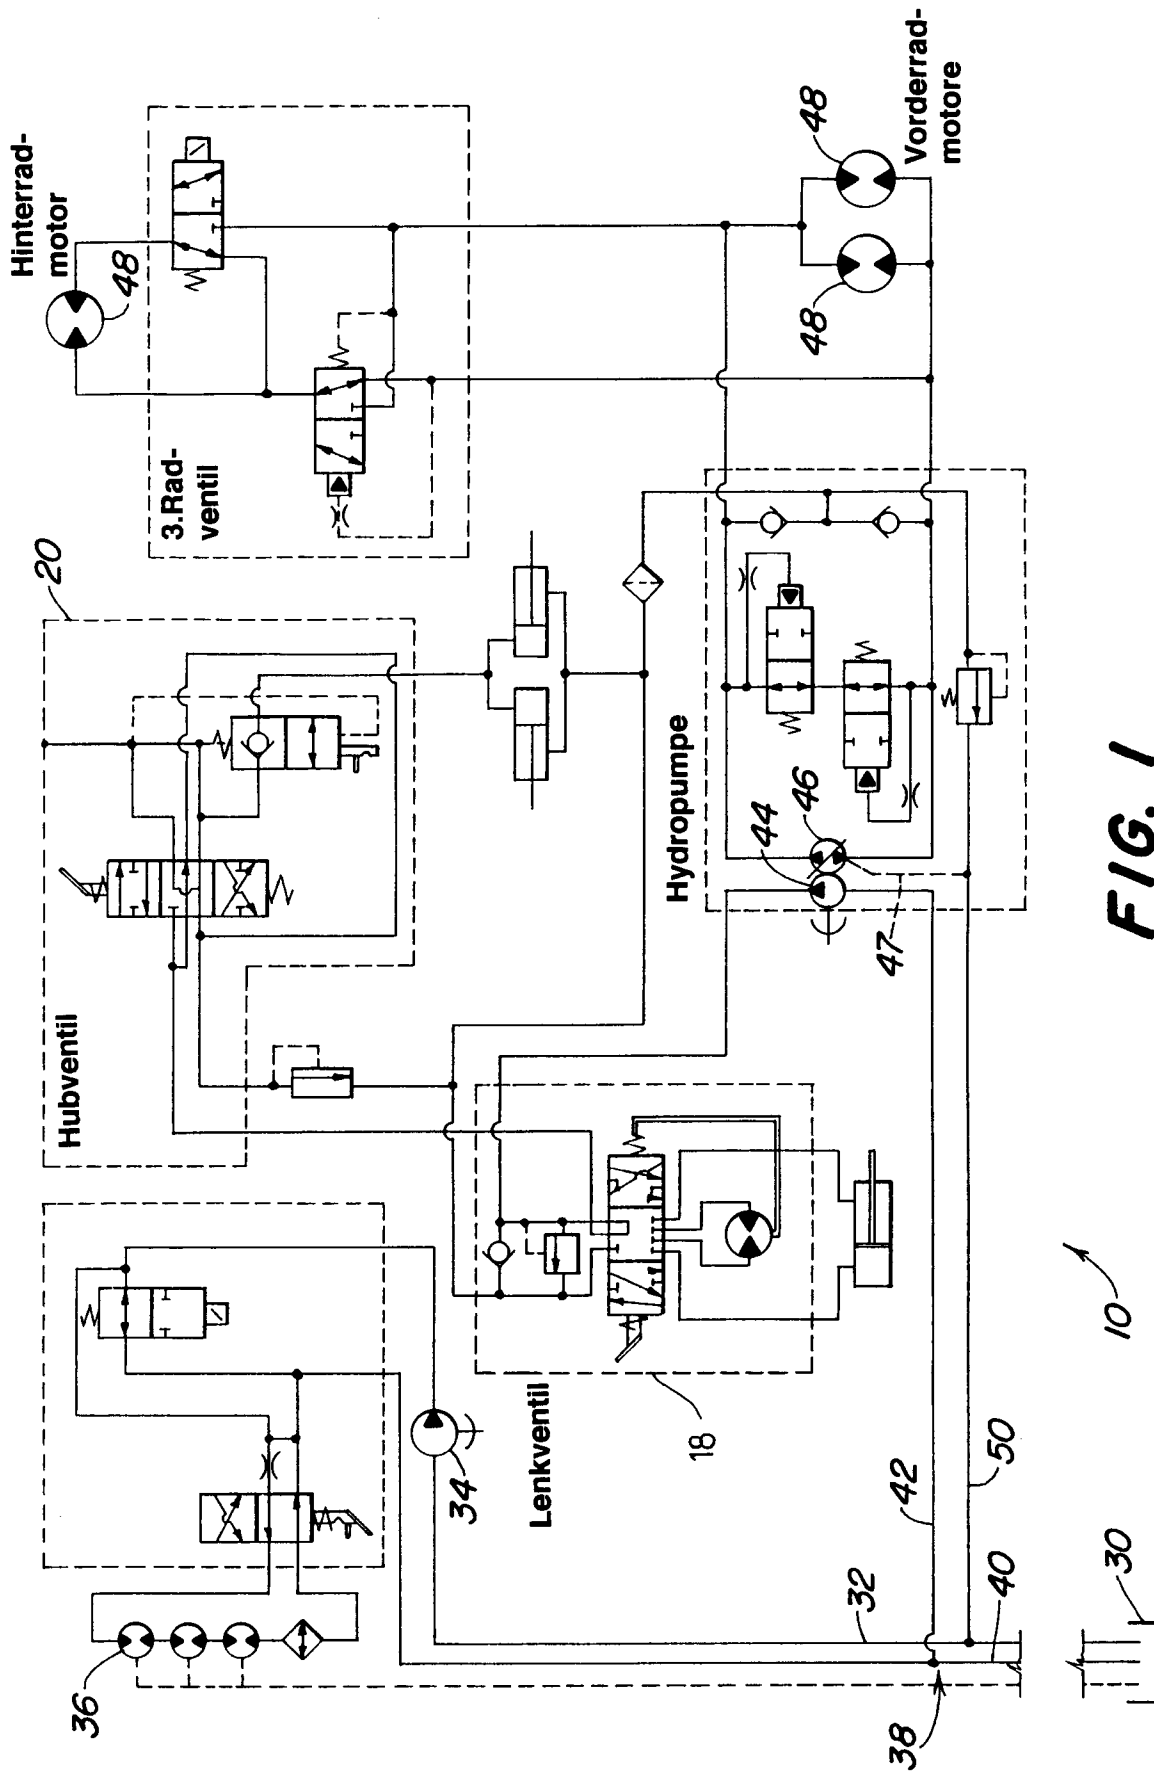 Hinterrad-
motor
48
3.Rad-
ventil
48
48
Vorderrad-
motore
20
Hubventil
Hydropumpe
46
44
47
36
34
Lenkventil
18
32
42
50
40
38
30
10
FIG. 1